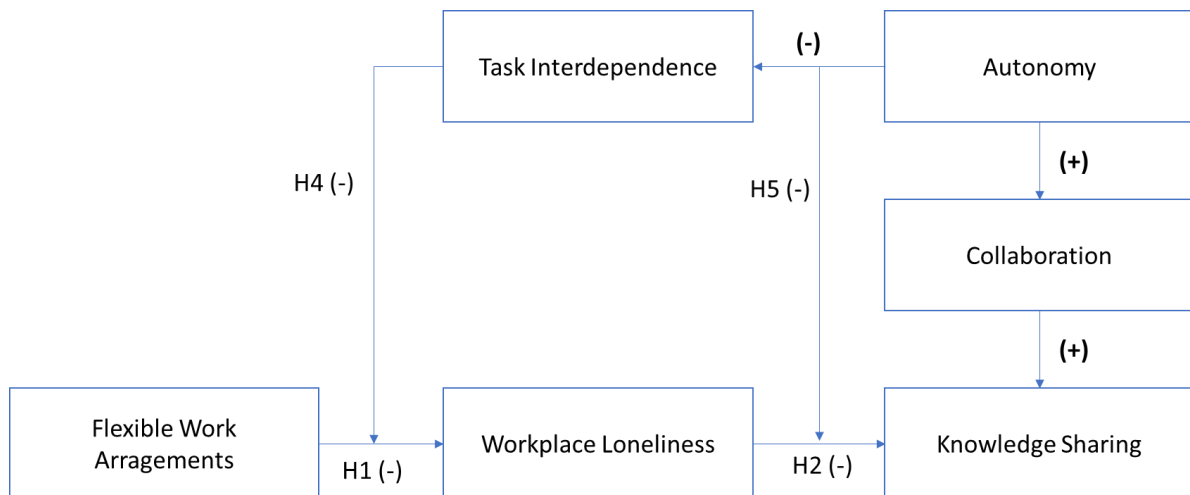 (-)
Task Interdependence
Autonomy
(+)
H4 (-)
H5 (-)
Collaboration
(+)
Flexible Work
Arragements
Workplace Loneliness
Knowledge Sharing
H1 (-)
H2 (-)